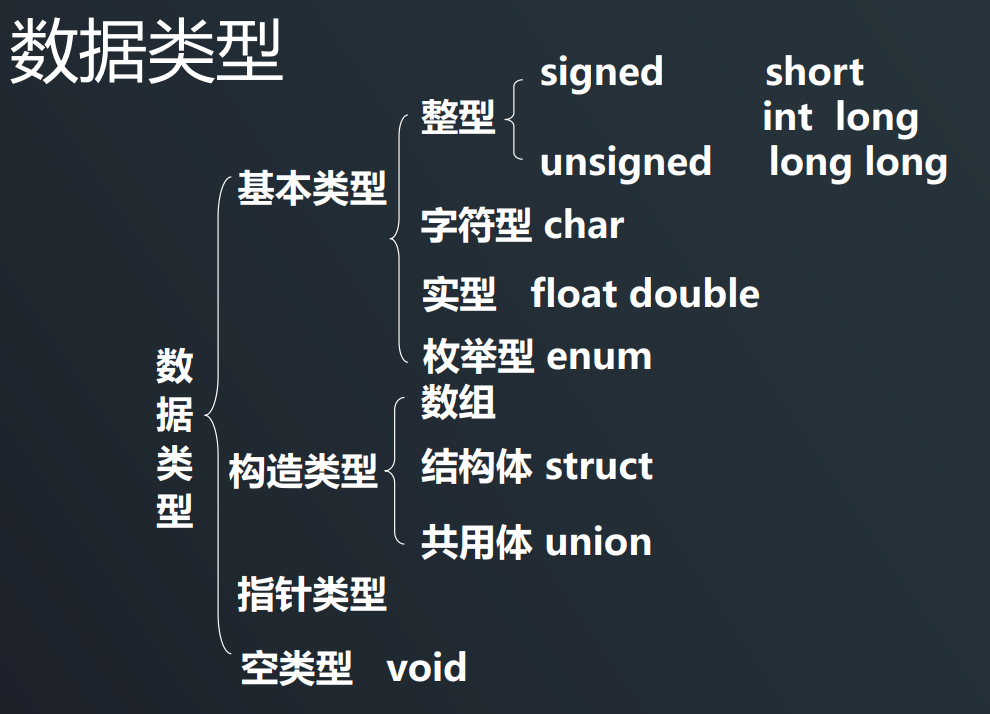 数据类型
signed short
整型 int long
unsigned long long
基本类型
字符型 char
实型 float double
枚举型 enum
数据类型
数组
构造类型 结构体 struct
共用体 union
指针类型
空类型 void